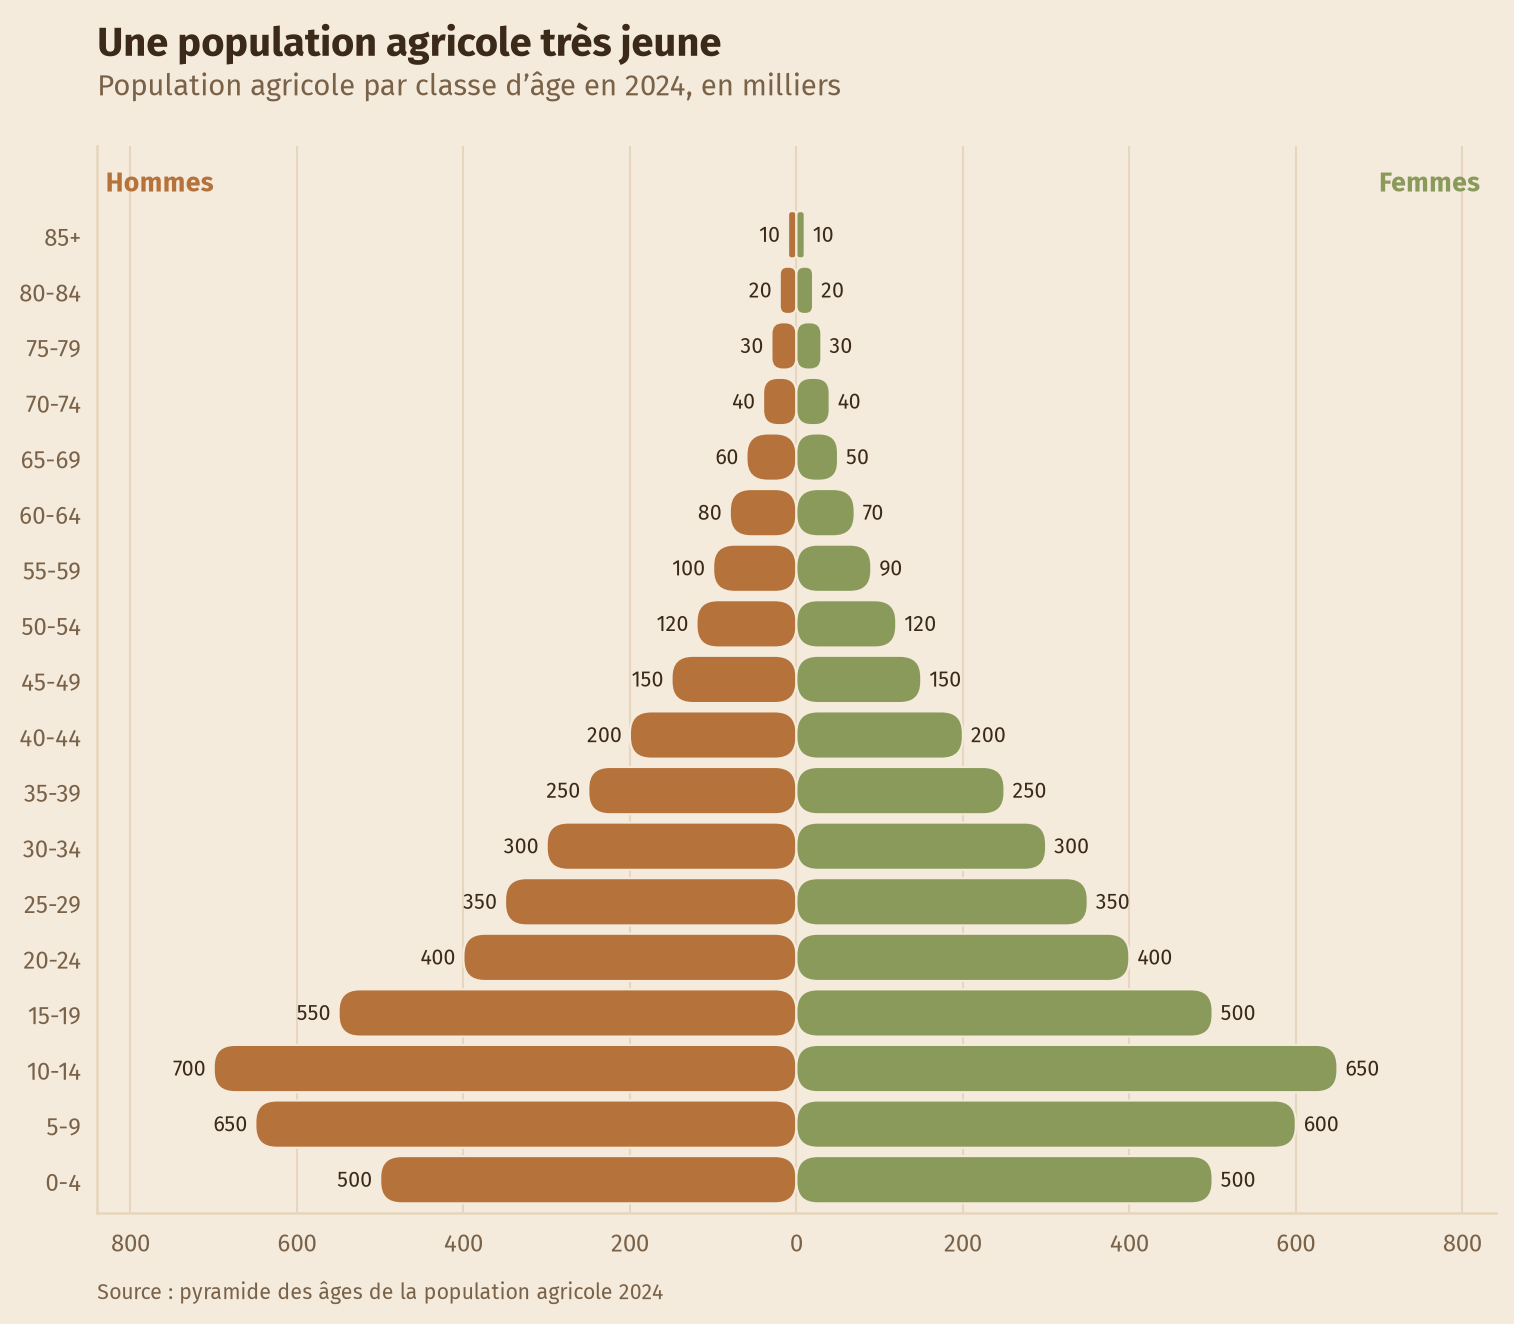 Une population agricole très jeune
Population agricole par classe d’âge en 2024, en milliers
Hommes Femmes
85+ 10 10
80-84 20 20
75-79 30 30
70-74 40 40
65-69 60 50
60-64 80 70
55-59 100 90
50-54 120 120
45-49 150 150
40-44 200 200
35-39 250 250
30-34 300 300
25-29 350 350
20-24 400 400
15-19 550 500
10-14 700 650
5-9 650 600
0-4 500 500
800 600 400 200 0 200 400 600 800
Source : pyramide des âges de la population agricole 2024